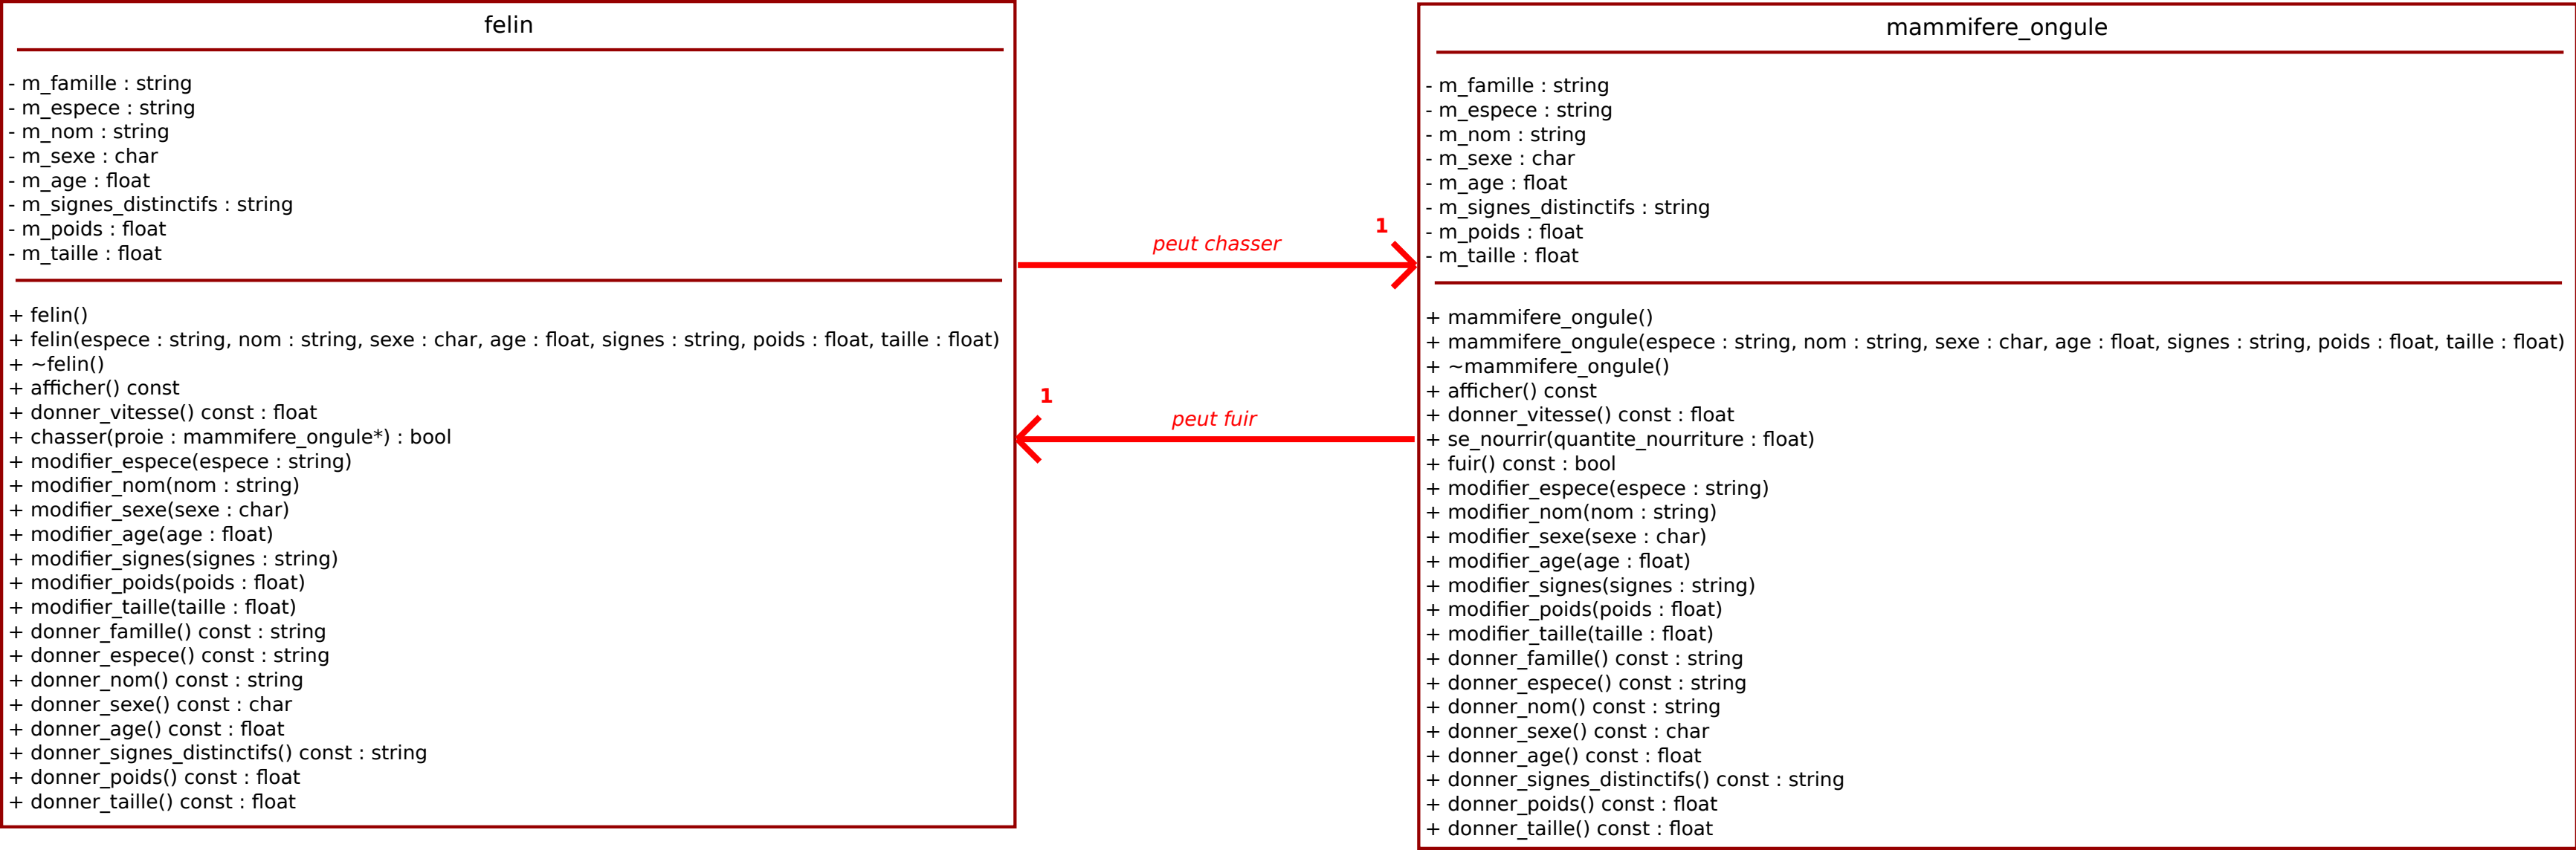 felin
- m_famille : string
- m_espece : string
- m_nom : string
- m_sexe : char
- m_age : float
- m_signes_distinctifs : string
- m_poids : float
- m_taille : float
+ felin()
+ felin(espece : string, nom : string, sexe : char, age : float, signes : string, poids : float, taille : float)
+ ~felin()
+ afficher() const
+ donner_vitesse() const : float
+ chasser(proie : mammifere_ongule*) : bool
+ modifier_espece(espece : string)
+ modifier_nom(nom : string)
+ modifier_sexe(sexe : char)
+ modifier_age(age : float)
+ modifier_signes(signes : string)
+ modifier_poids(poids : float)
+ modifier_taille(taille : float)
+ donner_famille() const : string
+ donner_espece() const : string
+ donner_nom() const : string
+ donner_sexe() const : char
+ donner_age() const : float
+ donner_signes_distinctifs() const : string
+ donner_poids() const : float
+ donner_taille() const : float
1
peut chasser
1
peut fuir
mammifere_ongule
- m_famille : string
- m_espece : string
- m_nom : string
- m_sexe : char
- m_age : float
- m_signes_distinctifs : string
- m_poids : float
- m_taille : float
+ mammifere_ongule()
+ mammifere_ongule(espece : string, nom : string, sexe : char, age : float, signes : string, poids : float, taille : float)
+ ~mammifere_ongule()
+ afficher() const
+ donner_vitesse() const : float
+ se_nourrir(quantite_nourriture : float)
+ fuir() const : bool
+ modifier_espece(espece : string)
+ modifier_nom(nom : string)
+ modifier_sexe(sexe : char)
+ modifier_age(age : float)
+ modifier_signes(signes : string)
+ modifier_poids(poids : float)
+ modifier_taille(taille : float)
+ donner_famille() const : string
+ donner_espece() const : string
+ donner_nom() const : string
+ donner_sexe() const : char
+ donner_age() const : float
+ donner_signes_distinctifs() const : string
+ donner_poids() const : float
+ donner_taille() const : float